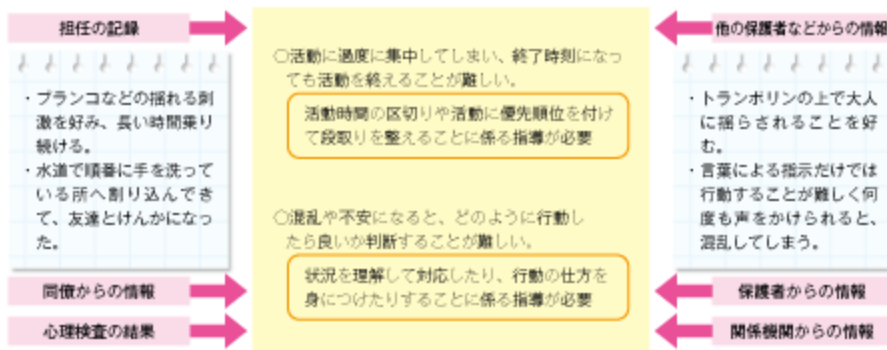 担任の記録
・ブランコなどの揺れる刺
激を好み、長い時間乗り
続ける。
・水道で順番に手を洗って
いる所へ割り込んでき
て、友達とけんかになっ
た。
同僚からの情報
心理検査の結果
○活動に過度に集中してしまい、終了時刻になっ
ても活動を終えることが難しい。
活動時間の区切りや活動に優先順位を付け
て段取りを整えることに係る指導が必要
○混乱や不安になると、どのように行動し
たら良いか判断することが難しい。
状況を理解して対応したり、行動の仕方を
身につけたりすることに係る指導が必要
他の保護者などからの情報
・トランポリンの上で大人
に揺らされることを好
む。
・言葉による指示だけでは
行動することが難しく何
度も声をかけられると、
混乱してしまう。
保護者からの情報
関係機関からの情報